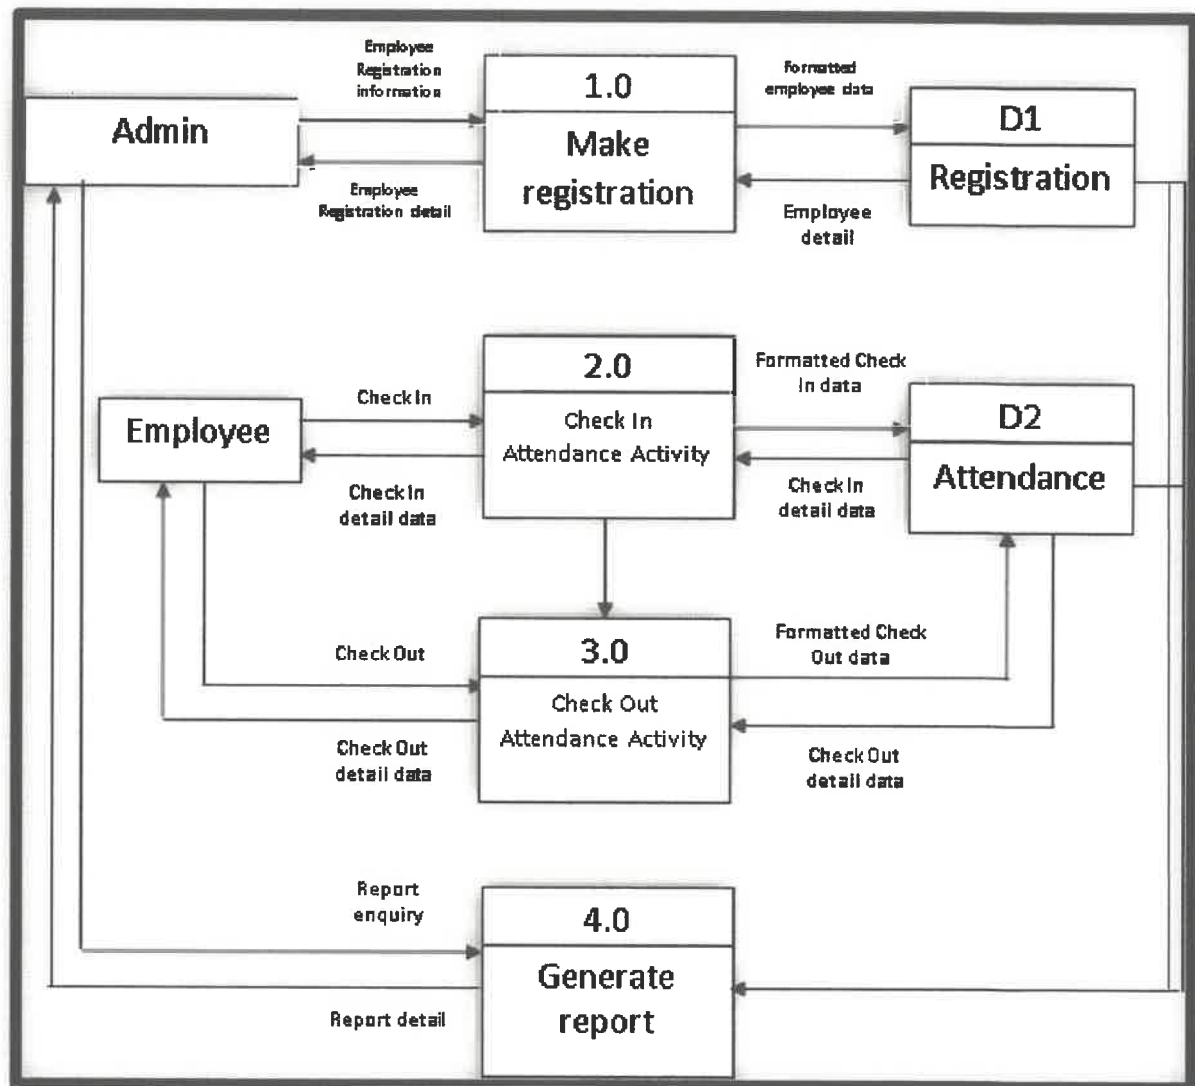 Employee
Registration
information
1.0
Formatted
employee data
Admin
Make
registration
D1
Registration
Employee
Registration detail
Employee
detail
2.0
Formatted Check
In data
Check In
Employee
Check In
Attendance Activity
D2
Attendance
Check In
detail data
Check In
detail data
3.0
Formatted Check
Out data
Check Out
Check Out
Attendance Activity
Check Out
detail data
Check Out
detail data
Report
enquiry
4.0
Generate
report
Report detail